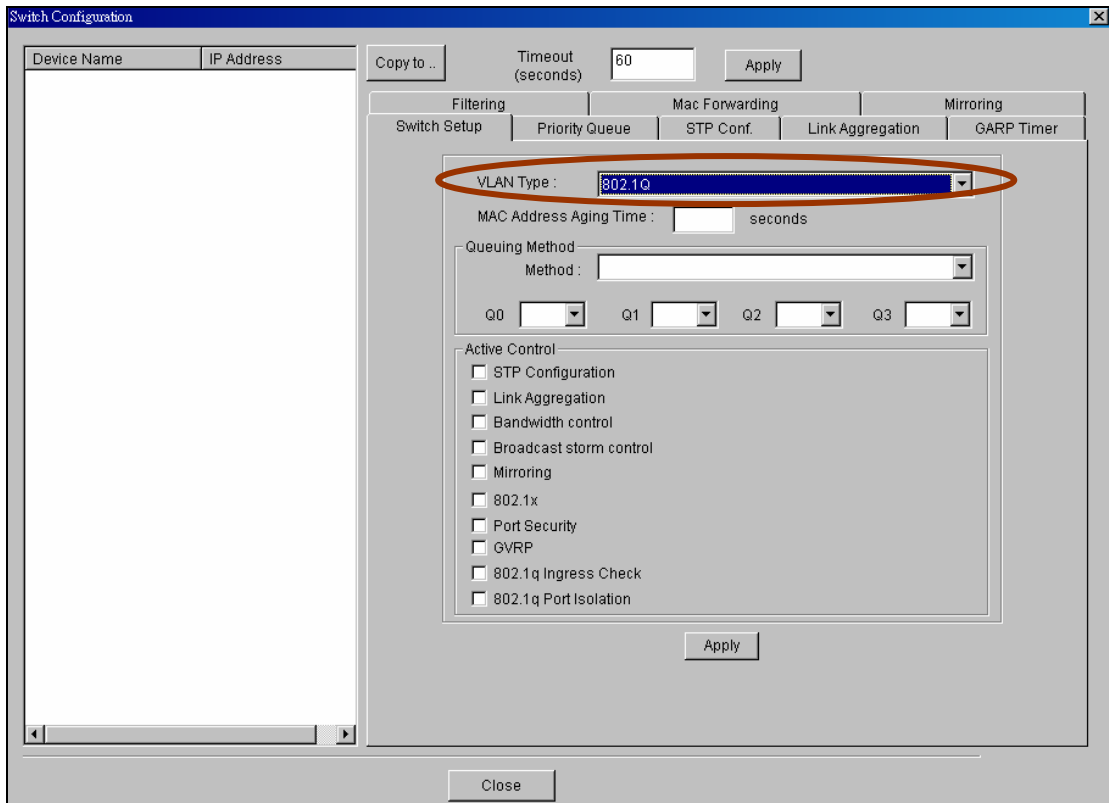 Switch Configuration
Device Name IP Address
Copy to .. Timeout (seconds) 60 Apply
Filtering Mac Forwarding Mirroring
Switch Setup Priority Queue STP Conf. Link Aggregation GARP Timer
VLAN Type : 802.1Q
MAC Address Aging Time : seconds
Queuing Method
Method :
Q0 Q1 Q2 Q3
Active Control
STP Configuration
Link Aggregation
Bandwidth control
Broadcast storm control
Mirroring
802.1x
Port Security
GVRP
802.1q Ingress Check
802.1q Port Isolation
Apply
Close